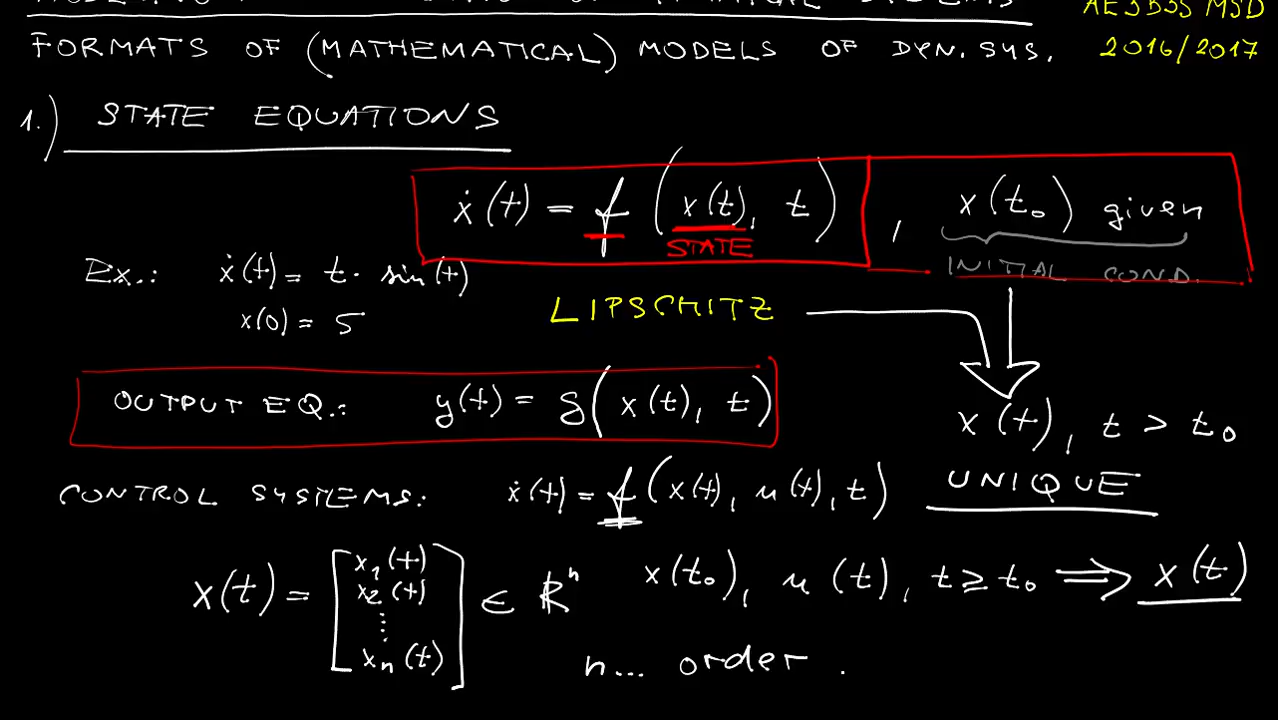 AE3B35 MSD
FORMATS OF (MATHEMATICAL) MODELS OF DYN. SYS. 2016/2017
1.) STATE EQUATIONS
ẋ(t) = f(x(t), t), x(t₀) given
STATE
INITIAL COND.
Ex.: ẋ(t) = t · sin(t)
x(0) = 5
LIPSCHITZ
OUTPUT EQ.: y(t) = g(x(t), t)
x(t), t > t₀
UNIQUE
CONTROL SYSTEMS: ẋ(t) = f(x(t), u(t), t)
x(t) = [x₁(t) x₂(t) ⋮ xₙ(t)] ∈ ℝⁿ
x(t₀), u(t), t ≥ t₀ ⟹ x(t)
n... order .